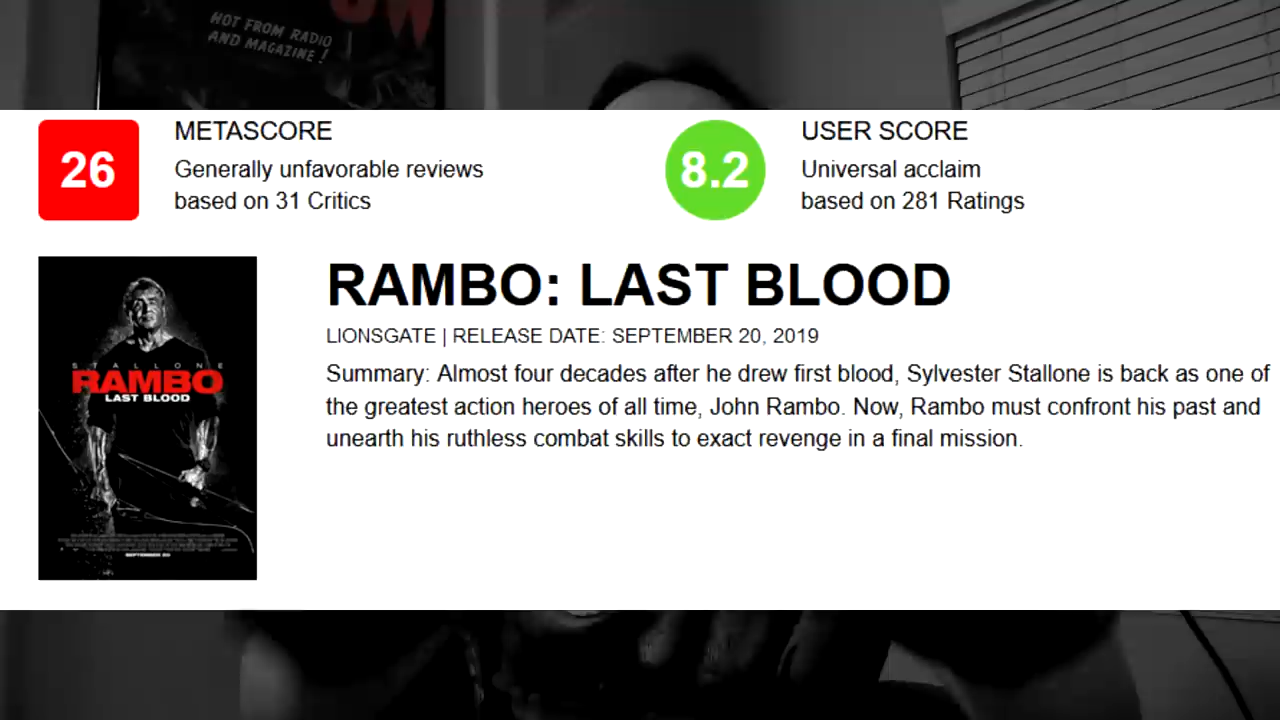 HOT FROM RADIO
AND MAGAZINE !
26
METASCORE
Generally unfavorable reviews
based on 31 Critics
8.2
USER SCORE
Universal acclaim
based on 281 Ratings
STALLONE
RAMBO
LAST BLOOD
SEPTEMBER 20
RAMBO: LAST BLOOD
LIONSGATE | RELEASE DATE: SEPTEMBER 20, 2019
Summary: Almost four decades after he drew first blood, Sylvester Stallone is back as one of
the greatest action heroes of all time, John Rambo. Now, Rambo must confront his past and
unearth his ruthless combat skills to exact revenge in a final mission.